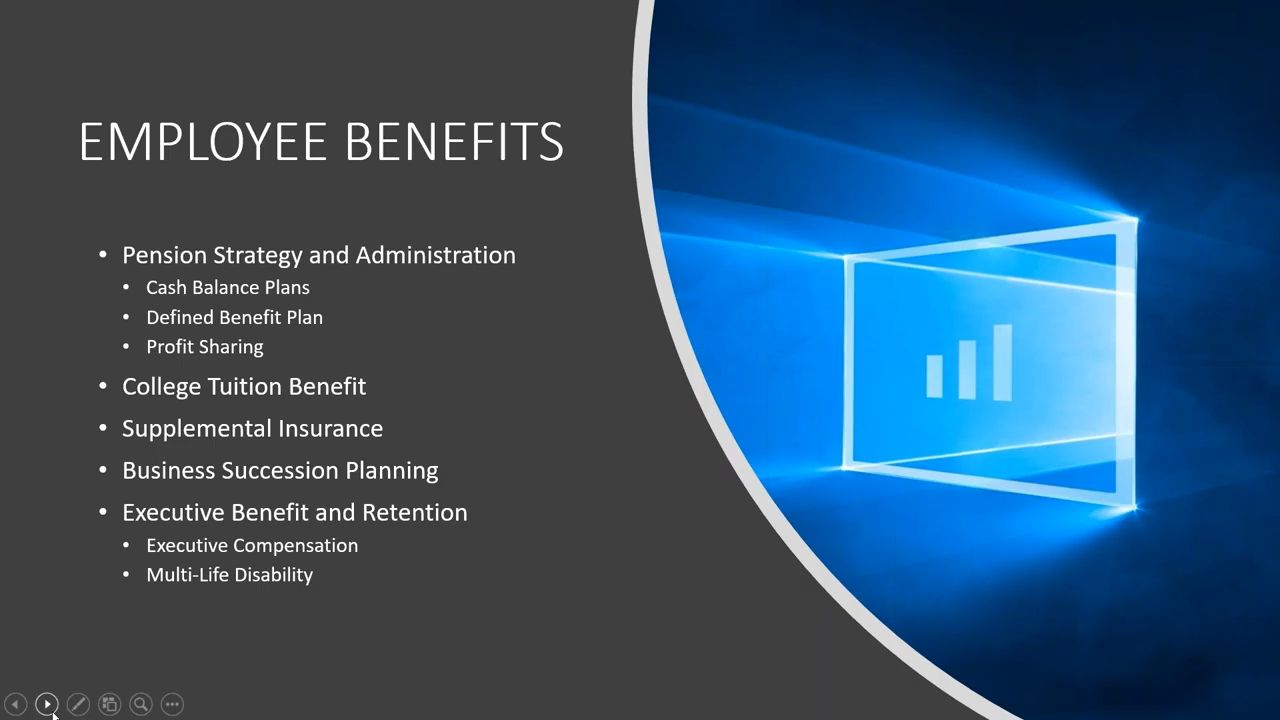 EMPLOYEE BENEFITS
• Pension Strategy and Administration
• Cash Balance Plans
• Defined Benefit Plan
• Profit Sharing
• College Tuition Benefit
• Supplemental Insurance
• Business Succession Planning
• Executive Benefit and Retention
• Executive Compensation
• Multi-Life Disability